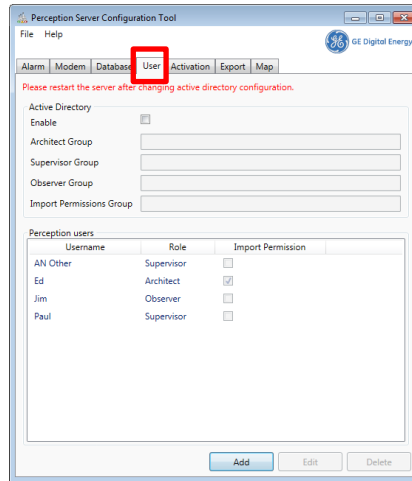 Perception Server Configuration Tool
File Help
GE Digital Energy
Alarm Modem Database User Activation Export Map
Please restart the server after changing active directory configuration.
Active Directory
Enable
Architect Group
Supervisor Group
Observer Group
Import Permissions Group
Perception users
Username Role Import Permission
AN Other Supervisor
Ed Architect
Jim Observer
Paul Supervisor
Add Edit Delete